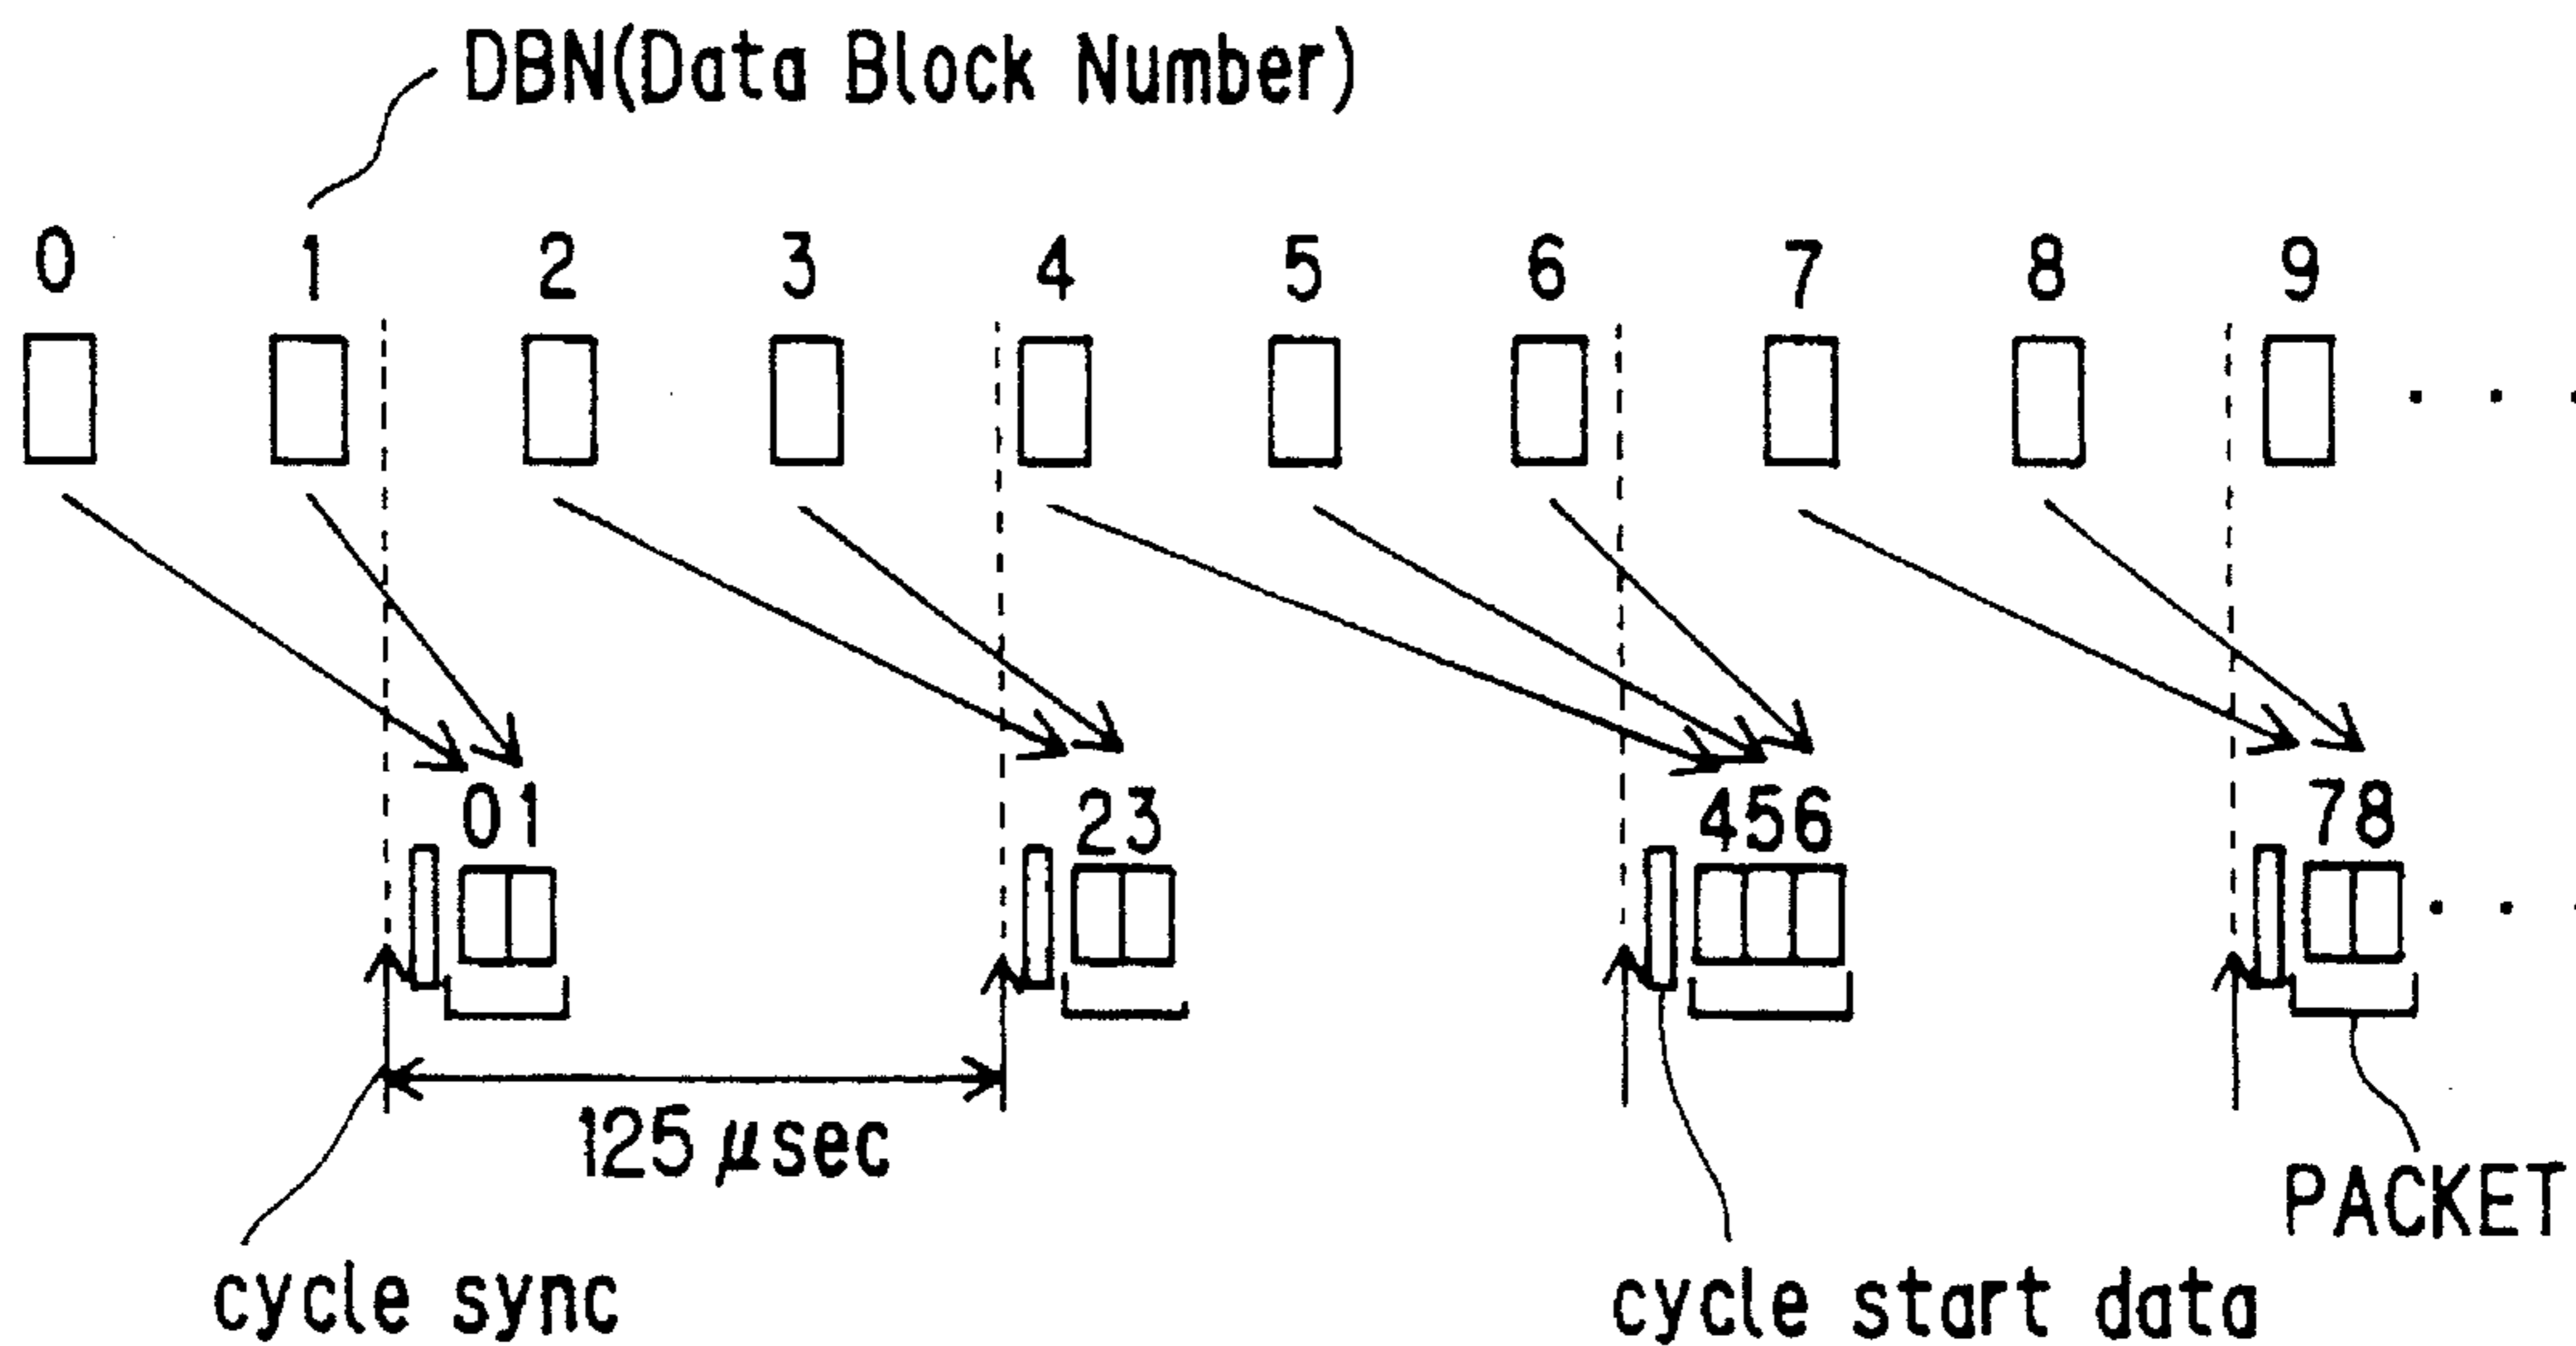 DBN(Data Block Number)
0 1 2 3 4 5 6 7 8 9
01 23 456 78
125 μsec
PACKET
cycle sync
cycle start data